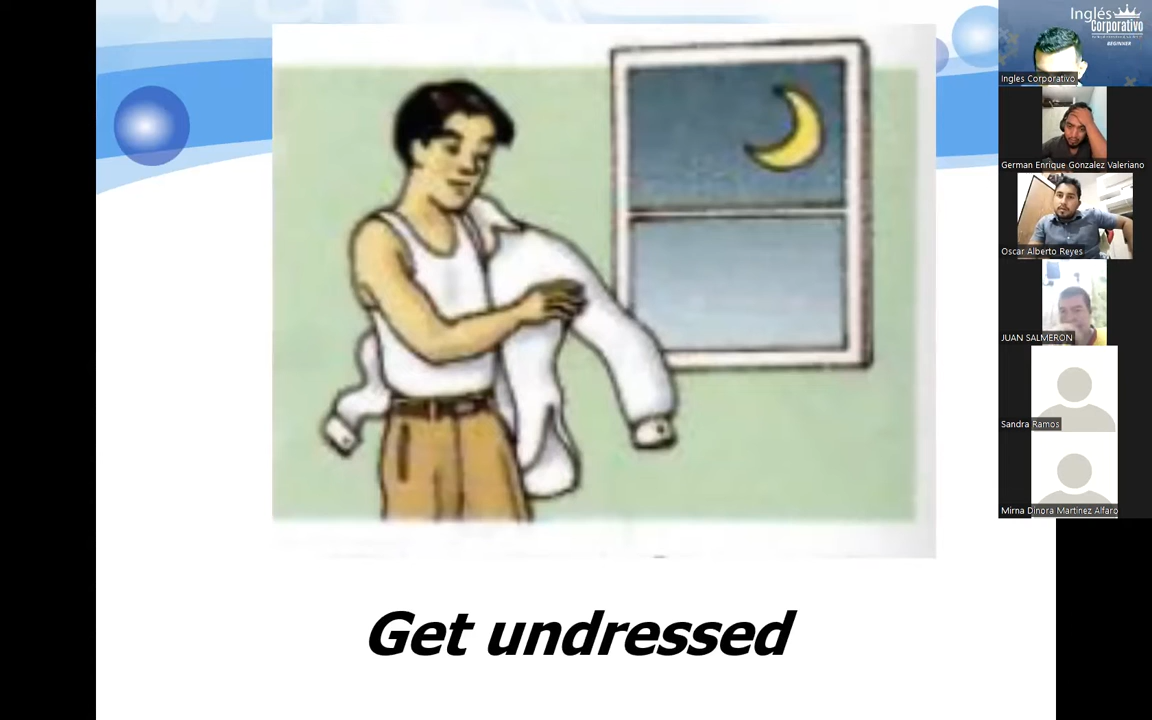 Get undressed
Inglés
Corporativo
BEGINNER
Ingles Corporativo
German Enrique Gonzalez Valeriano
Oscar Alberto Reyes
JUAN SALMERON
Sandra Ramos
Mirna Dinora Martinez Alfaro